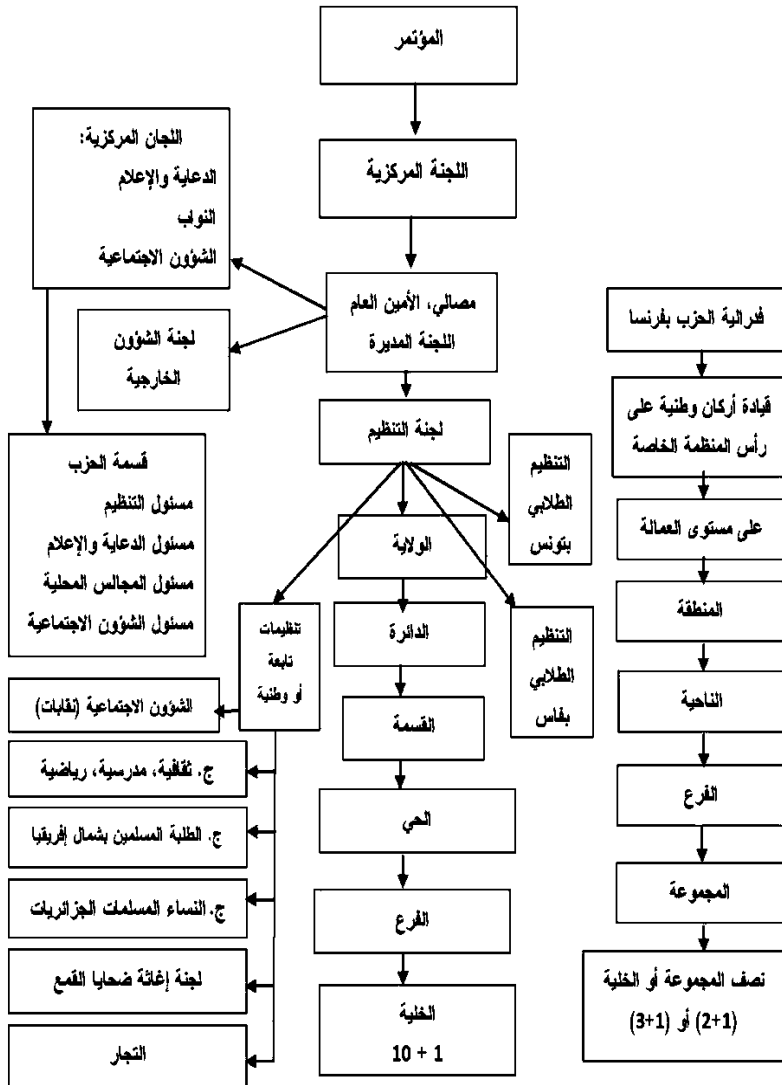 المؤتمر
اللجنة المركزية
اللجان المركزية:
الدعاية والإعلام
النواب
الشؤون الاجتماعية
مصالي، الأمين العام
اللجنة المديرة
لجنة الشؤون
الخارجية
لجنة التنظيم
قسمة الحزب
مسئول التنظيم
مسئول الدعاية والإعلام
مسئول المجالس المحلية
مسئول الشؤون الاجتماعية
التنظيم
الطلابي
بتونس
التنظيم
الطلابي
بفاس
الولاية
الدائرة
القسمة
الحي
الفرع
الخلية
10 + 1
تنظيمات
تابعة
أو وطنية
الشؤون الاجتماعية (نقابات)
ج. ثقافية، مدرسية، رياضية
ج. الطلبة المسلمين بشمال إفريقيا
ج. النساء المسلمات الجزائريات
لجنة إغاثة ضحايا القمع
التجار
فدرالية الحزب بفرنسا
قيادة أركان وطنية على
رأس المنظمة الخاصة
على مستوى العمالة
المنطقة
الناحية
الفرع
المجموعة
نصف المجموعة أو الخلية
(2+1) أو (3+1)